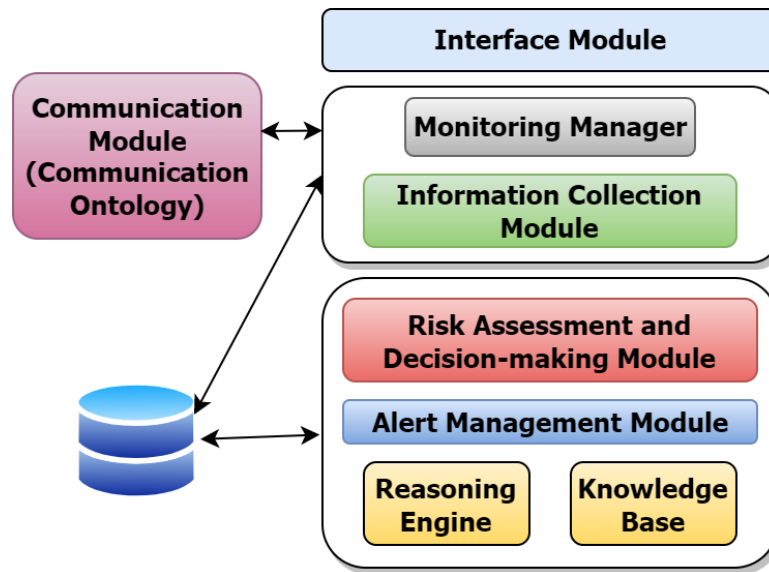 Interface Module
Communication
Module
(Communication
Ontology)
Monitoring Manager
Information Collection
Module
Risk Assessment and
Decision-making Module
Alert Management Module
Reasoning
Engine
Knowledge
Base